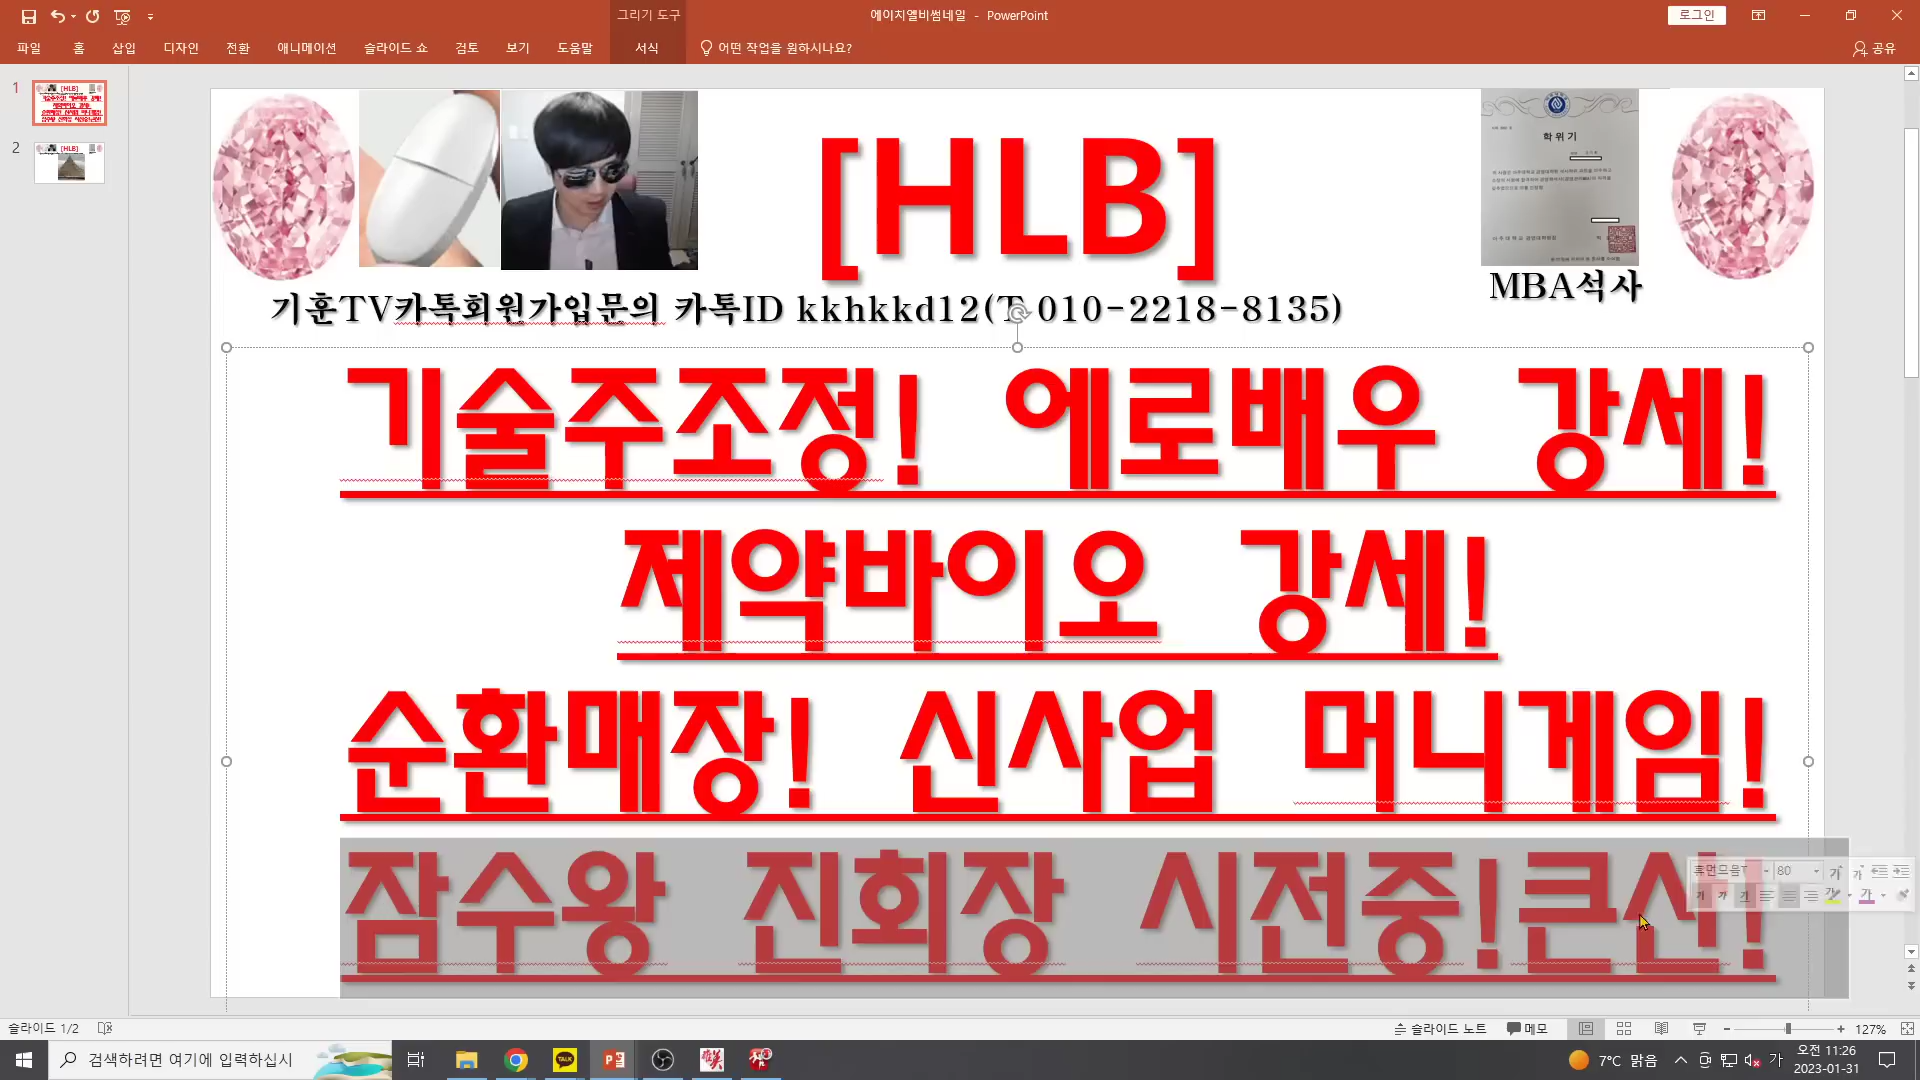 그리기 도구
에이치엘비썸네일 - PowerPoint
로그인
파일 홈 삽입 디자인 전환 애니메이션 슬라이드 쇼 검토 보기 도움말 서식 어떤 작업을 원하시나요? 공유
1
2
[HLB]
학 위 기
MBA석사
기훈TV카톡회원가입문의 카톡ID kkhkkd12(T 010-2218-8135)
기술주조정! 에로배우 강세!
제약바이오 강세!
순환매장! 신사업 머니게임!
잠수왕 진회장 시전중!큰산!
80
슬라이드 1/2
슬라이드 노트 메모 127%
검색하려면 여기에 입력하십시
TALK
7°C 맑음
가
오전 11:26
2023-01-31